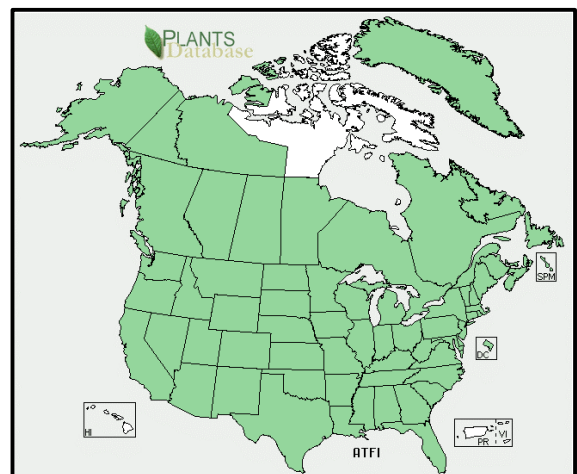 PLANTS
Database
SPM
DC
HI
PR VI
ATFI